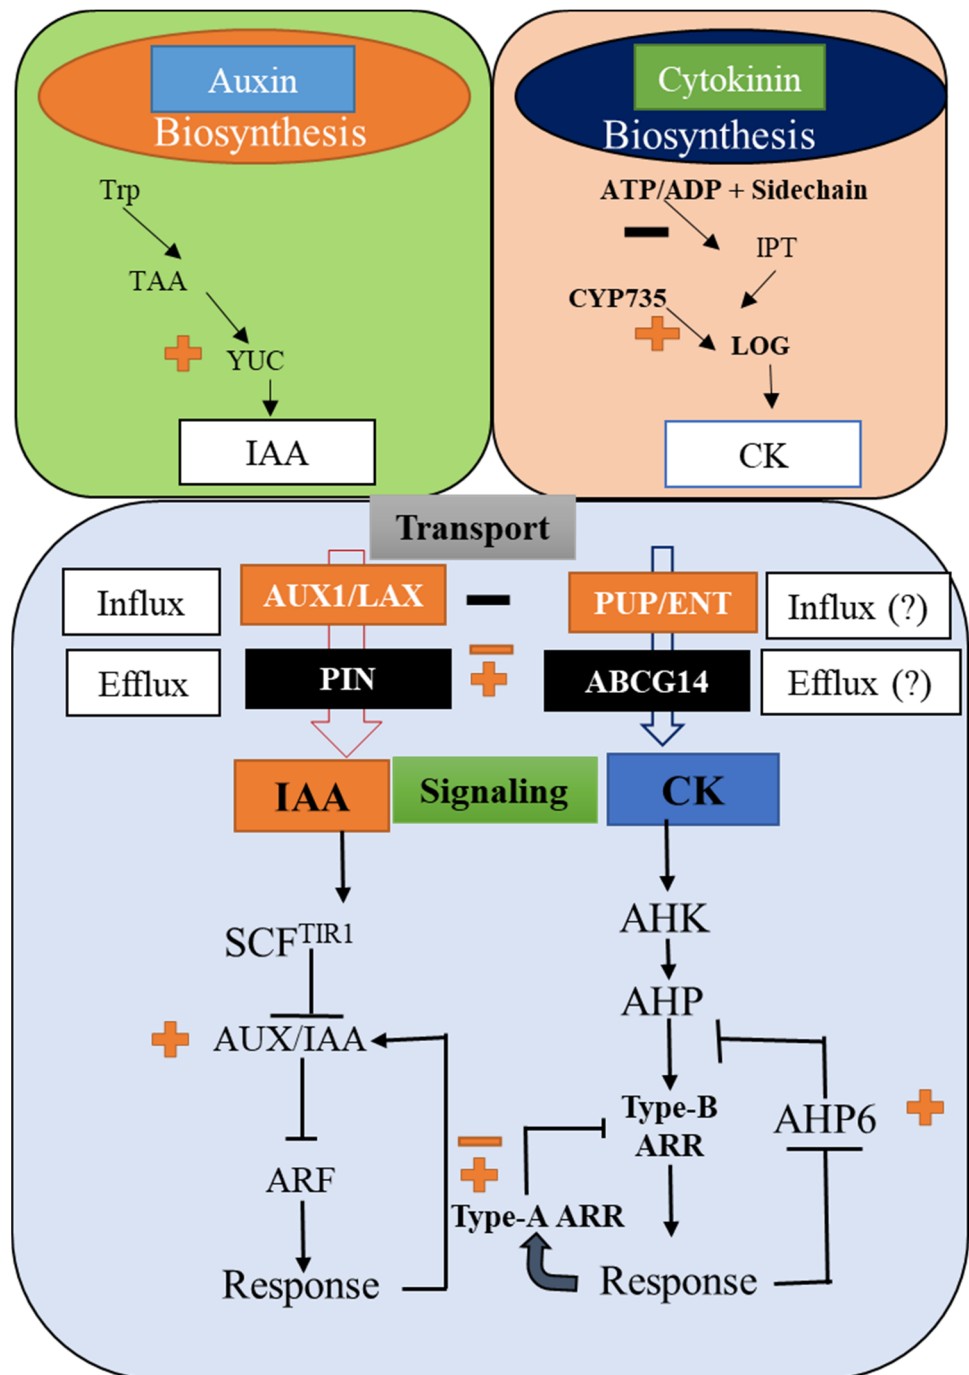 Auxin
Biosynthesis
Trp
TAA
YUC
IAA
Cytokinin
Biosynthesis
ATP/ADP + Sidechain
IPT
CYP735
LOG
CK
Transport
Influx
AUX1/LAX
PUP/ENT
Influx (?)
Efflux
PIN
ABCG14
Efflux (?)
IAA
Signaling
CK
SCFTIR1
AUX/IAA
ARF
Response
AHK
AHP
Type-B
ARR
AHP6
Type-A ARR
Response